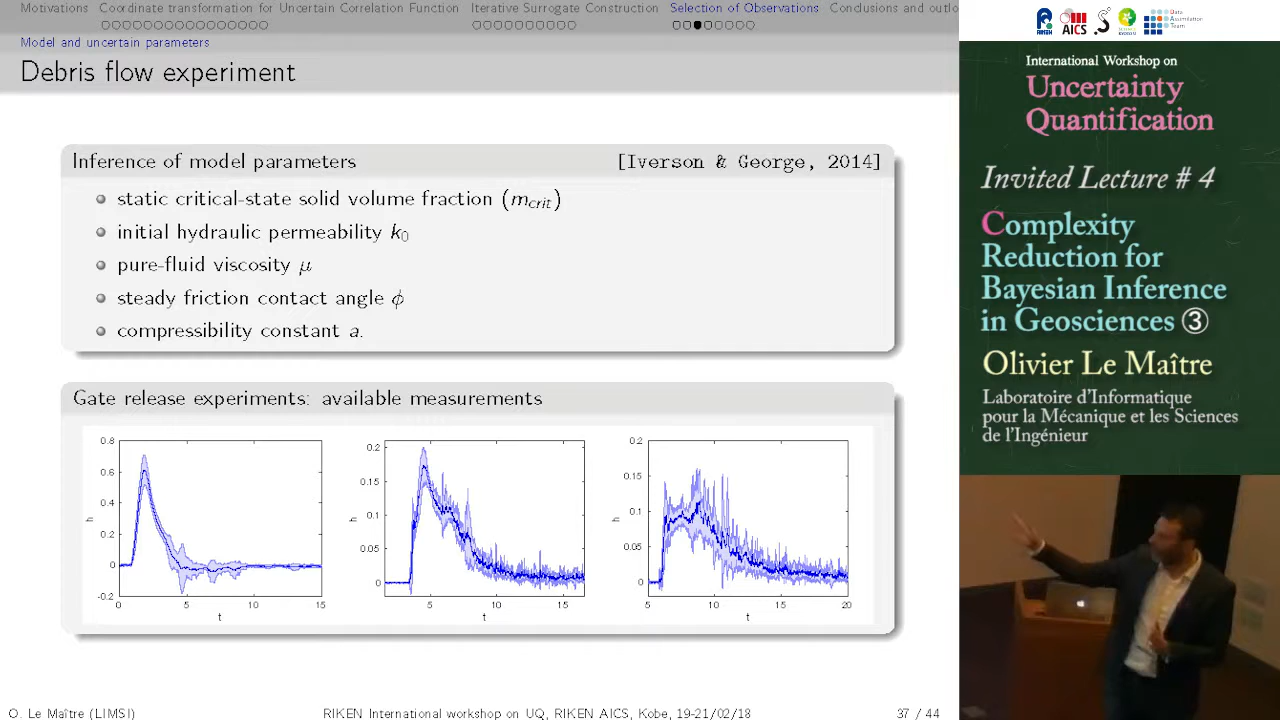 Motivations Coordinate transformation for Uncertain Correlation Functions Preconditive Surrogate Construction Selection of Observations Conclusions and outlo
Model and uncertain parameters
Debris flow experiment
Inference of model parameters [Iverson & George, 2014]
static critical-state solid volume fraction (m_crit)
initial hydraulic permeability k_0
pure-fluid viscosity μ
steady friction contact angle ϕ
compressibility constant a.
Gate release experiments: available measurements
0.8
0.6
0.4
0.2
0
-0.2
h
0 5 10 15
t
0.2
0.15
0.1
0.05
0
h
5 10 15
t
0.2
0.15
0.1
0.05
0
h
5 10 15 20
t
O. Le Maître (LIMSI) RIKEN International workshop on UQ, RIKEN AICS, Kobe, 19-21/02/18 37 / 44
RIKEN AICS Data
Assimilation
Team
International Workshop on
Uncertainty
Quantification
Invited Lecture # 4
Complexity
Reduction for
Bayesian Inference
in Geosciences ③
Olivier Le Maître
Laboratoire d'Informatique
pour la Mécanique et les Sciences
de l'Ingénieur